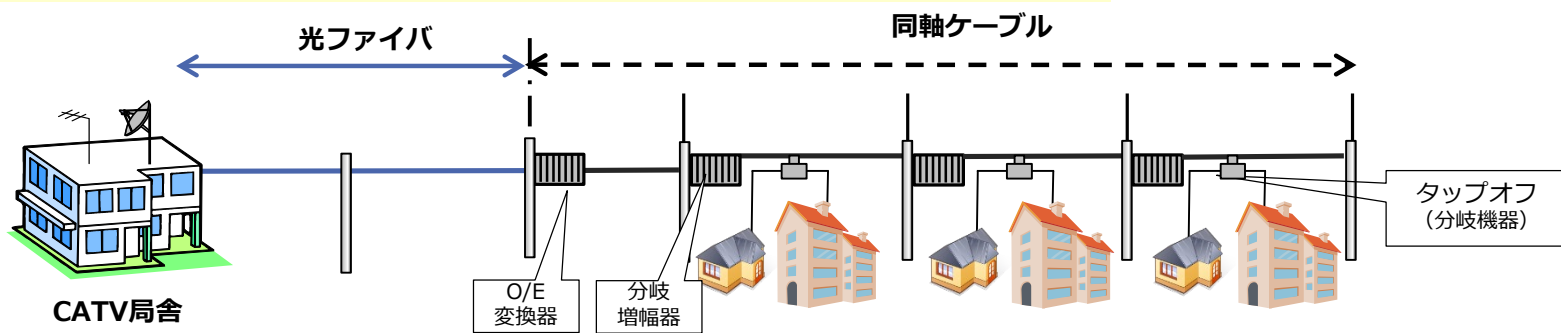 光ファイバ
同軸ケーブル
タップオフ
（分岐機器）
O/E
変換器
分岐
増幅器
CATV局舎